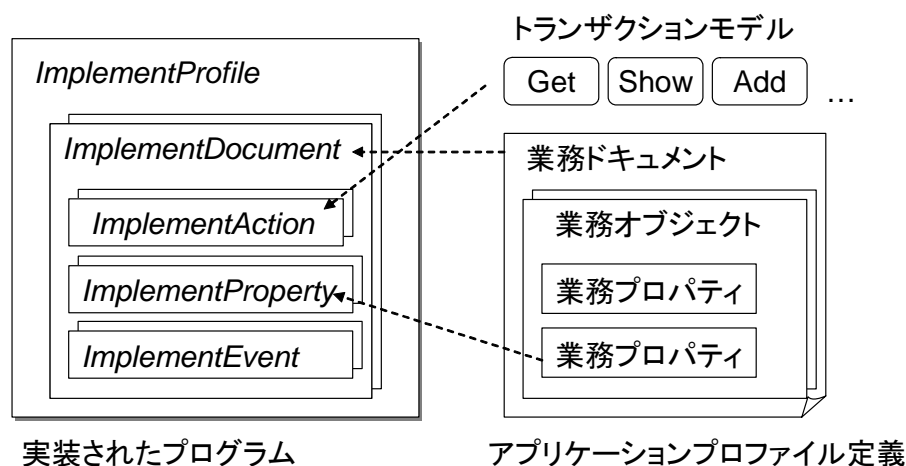 トランザクションモデル
Get Show Add ...
ImplementProfile
ImplementDocument
ImplementAction
ImplementProperty
ImplementEvent
業務ドキュメント
業務オブジェクト
業務プロパティ
業務プロパティ
実装されたプログラム
アプリケーションプロファイル定義